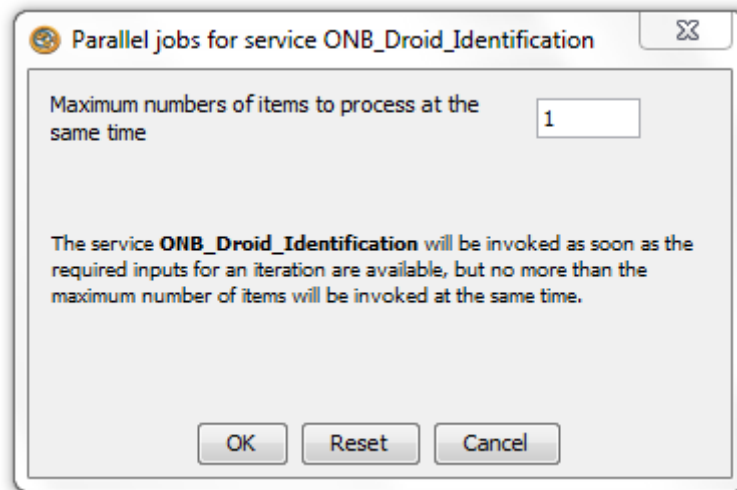 Parallel jobs for service ONB_Droid_Identification
Maximum numbers of items to process at the
same time
1
The service ONB_Droid_Identification will be invoked as soon as the
required inputs for an iteration are available, but no more than the
maximum number of items will be invoked at the same time.
OK Reset Cancel